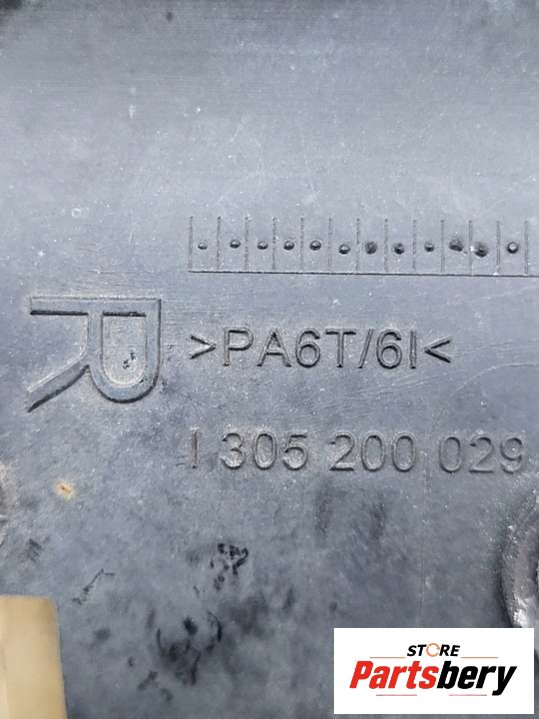 R
>PA6T/6I<
1 305 200 029
STORE
Partsbery